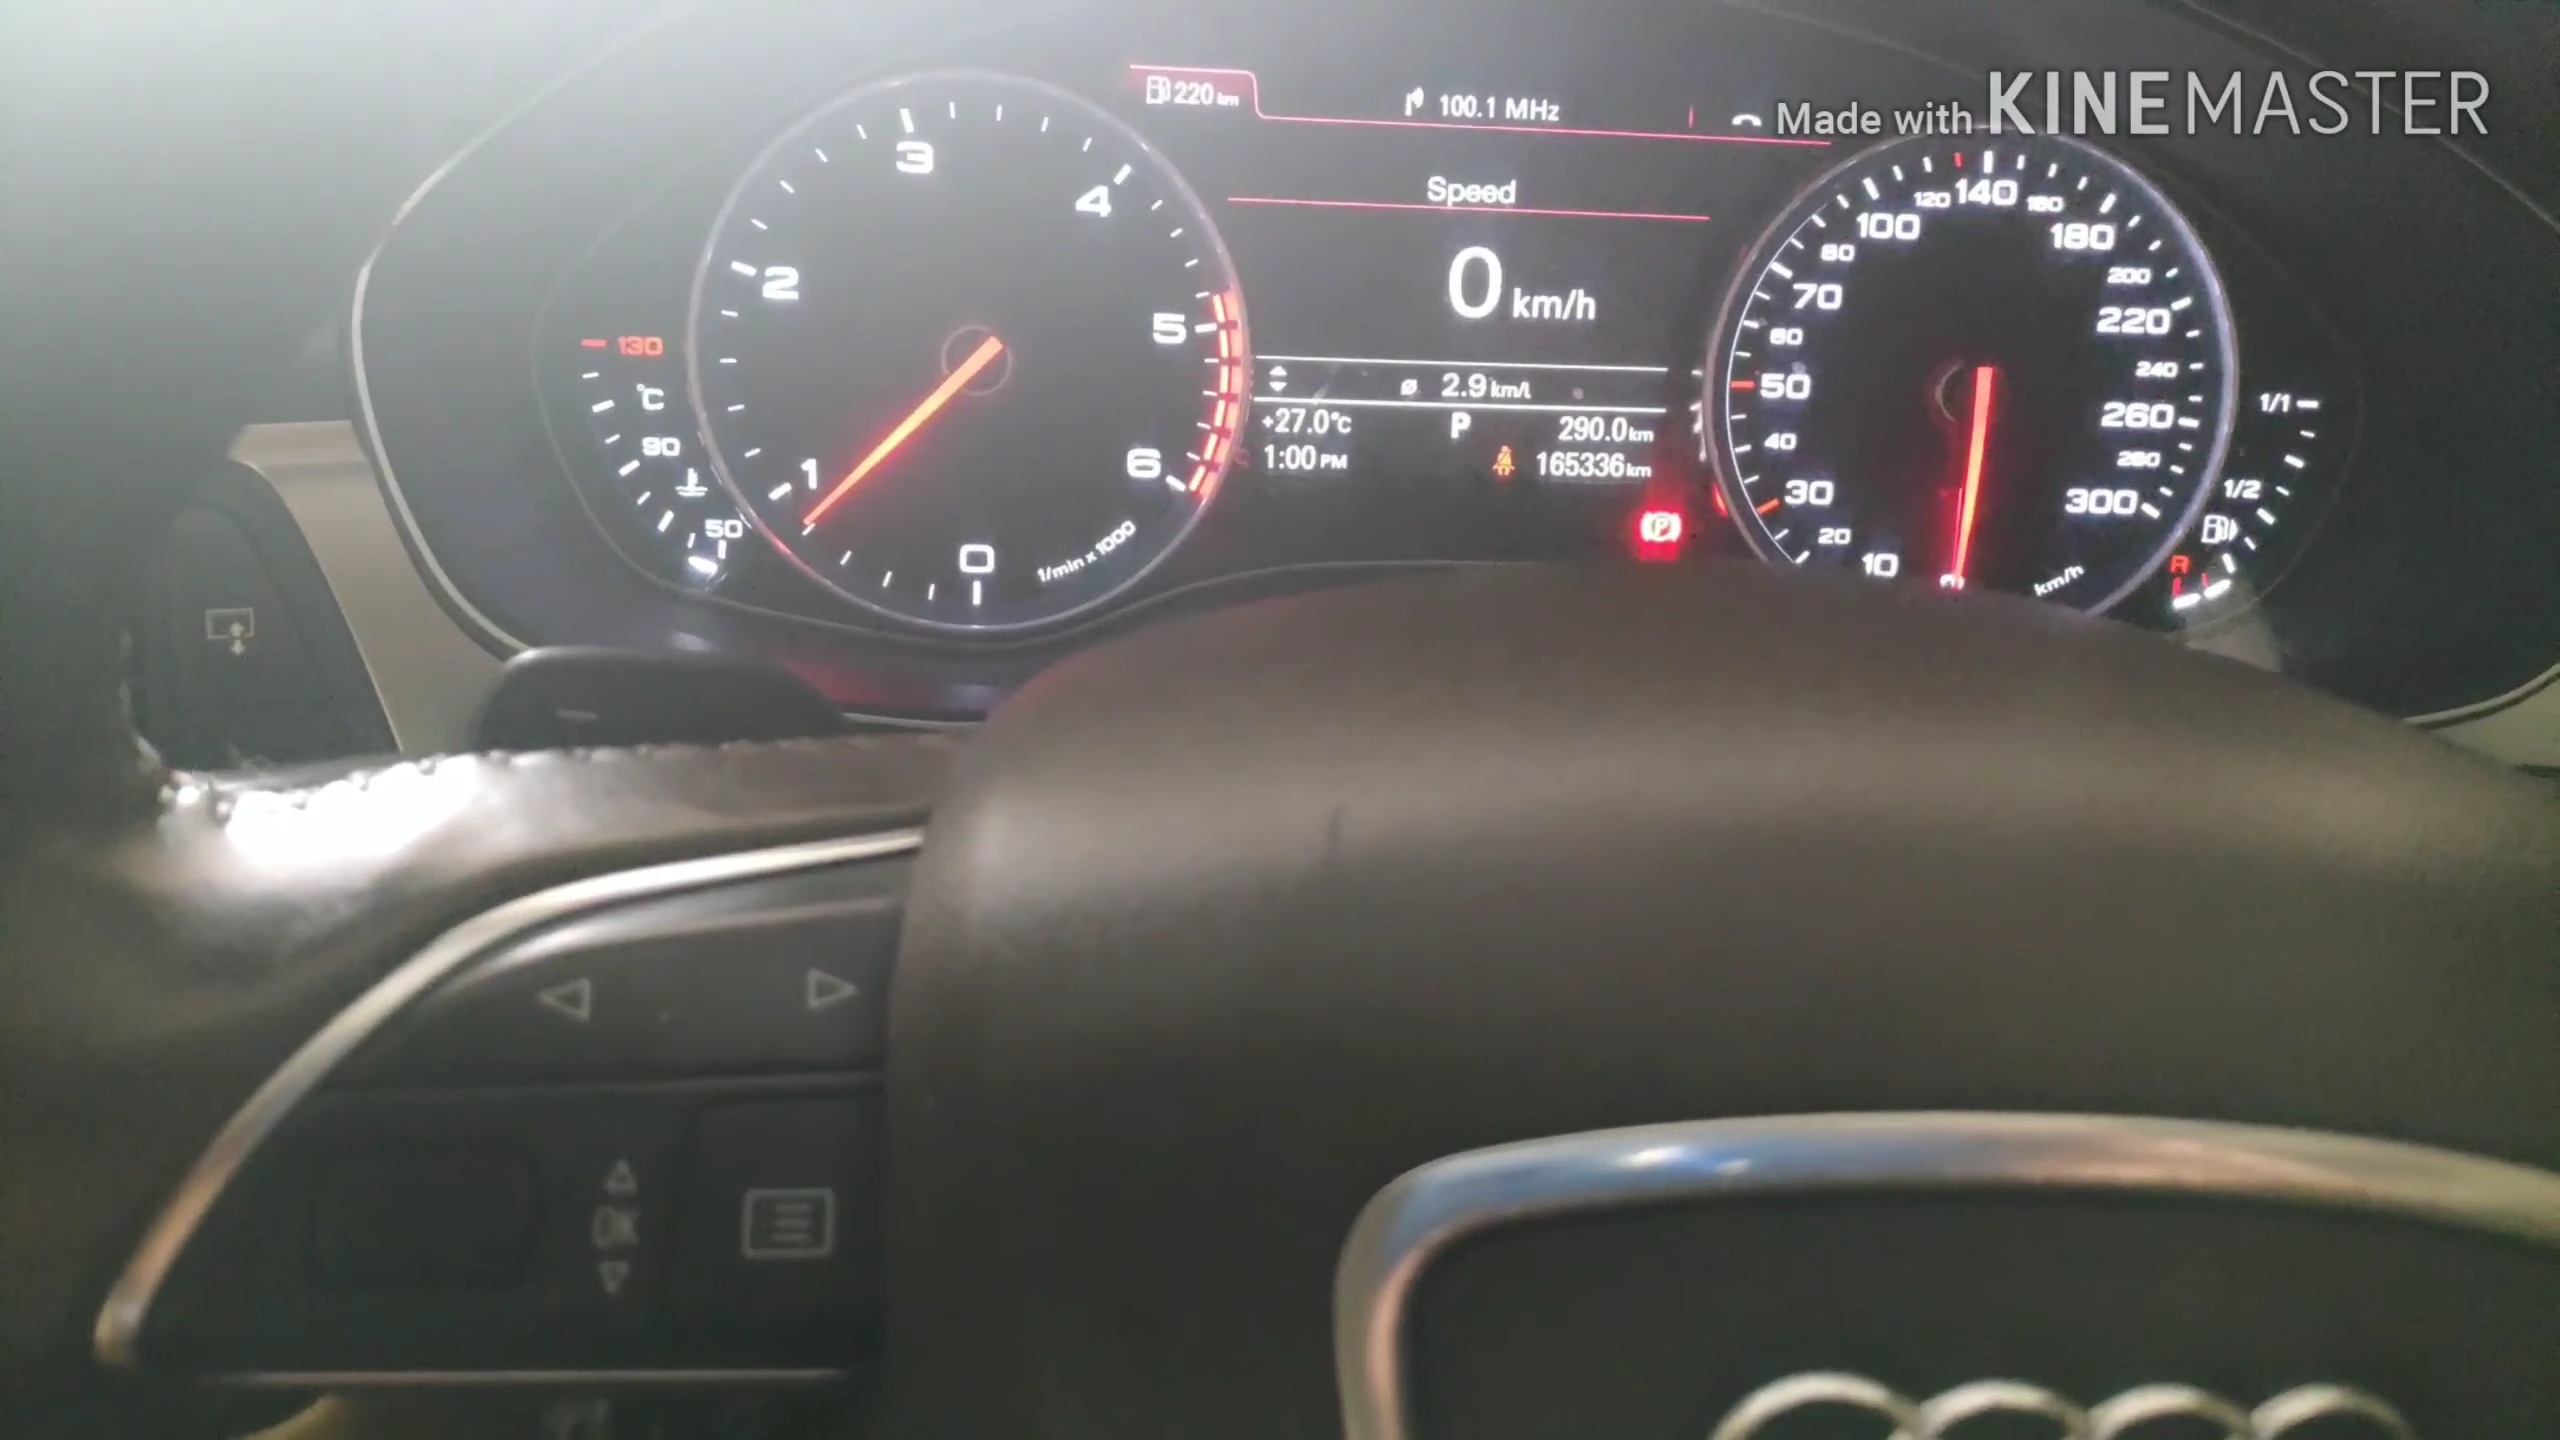 Made with KINEMASTER
220 km
100.1 MHz
Speed
0 km/h
ø 2.9 km/l
+27.0°C P 290.0 km
1:00 PM 165336 km
0 1 2 3 4 5 6
1/min x 1000
130
°C
90
50
0 10 20 30 40 50 60 70 80 100 120 140 160 180 200 220 240 260 280 300
km/h
1/1
1/2
R
(P)
OK